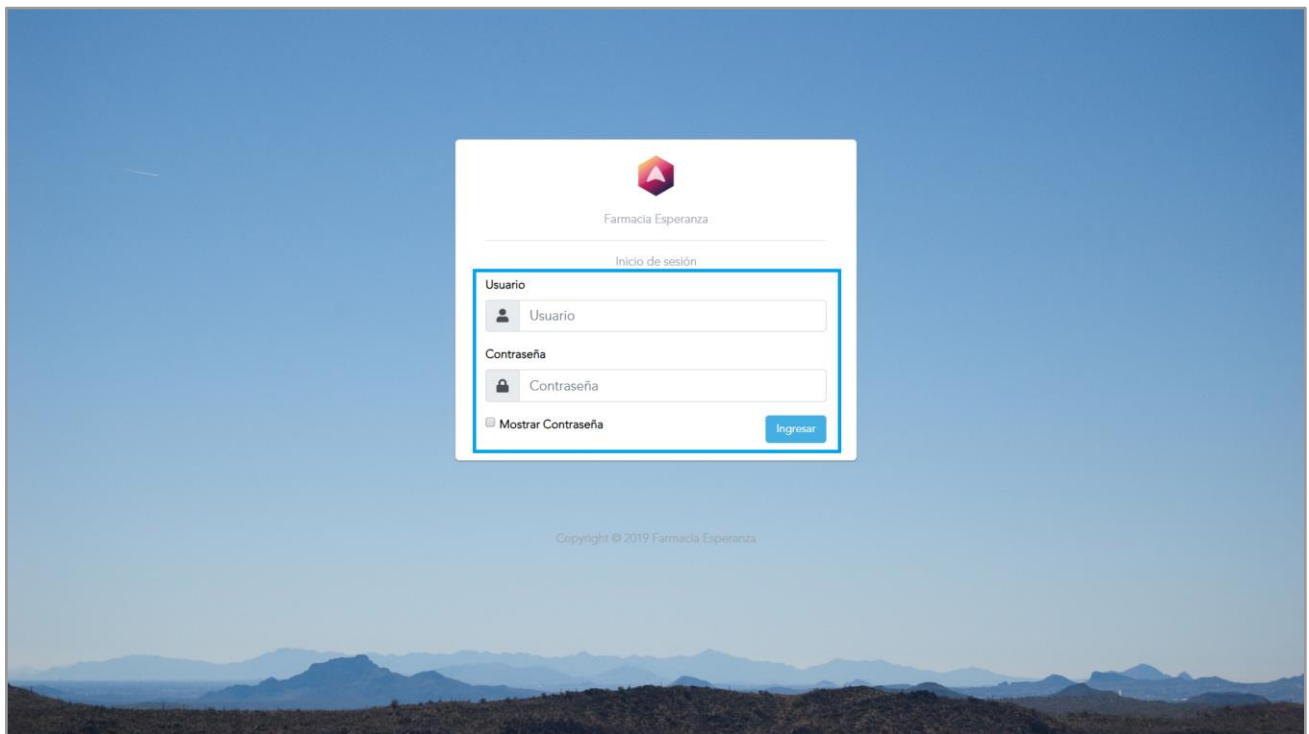 Farmacia Esperanza
Inicio de sesión
Usuario
Usuario
Contraseña
Contraseña
Mostrar Contraseña
Ingresar
Copyright © 2019 Farmacia Esperanza